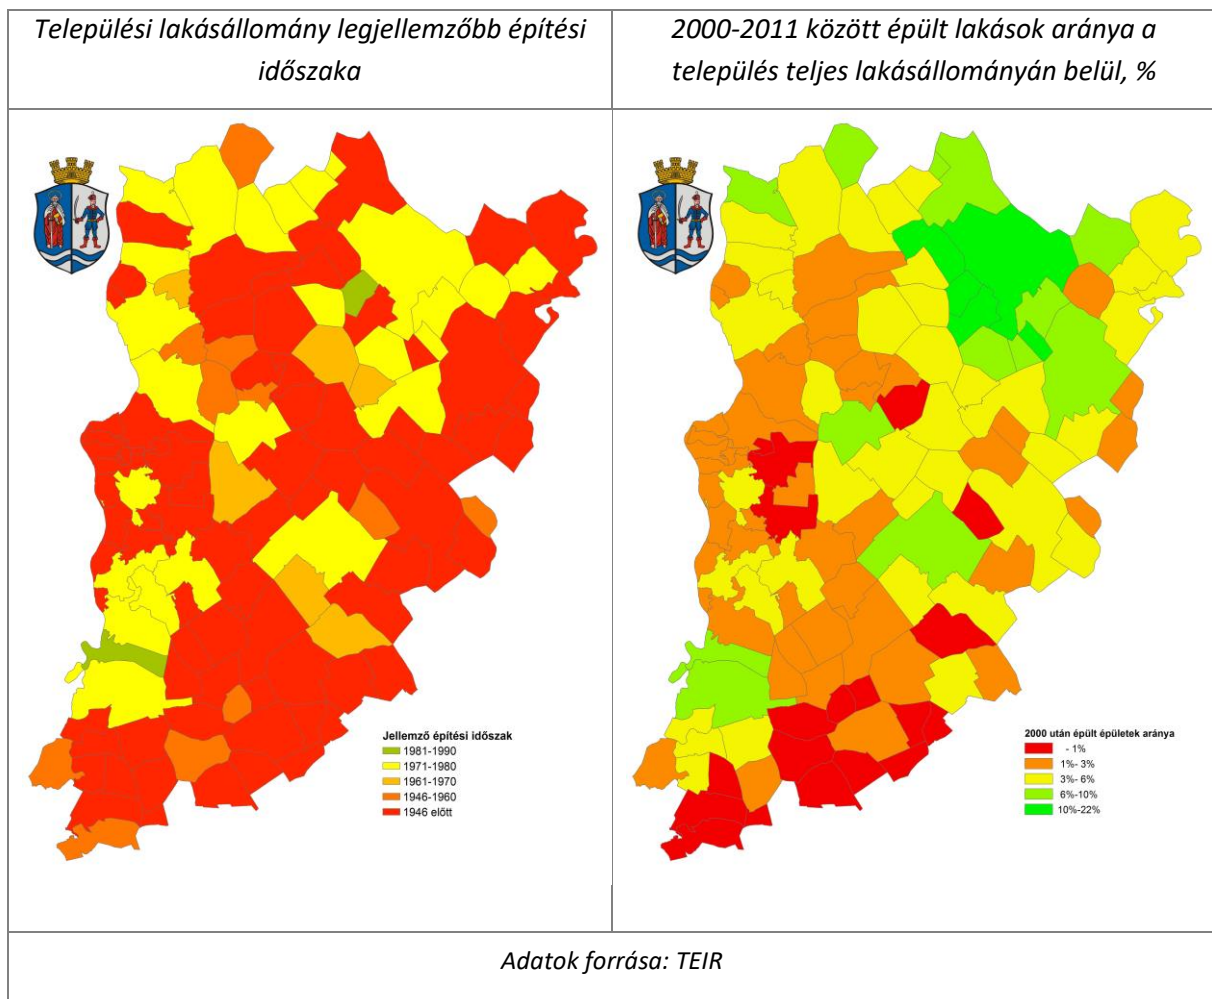 Települési lakásállomány legjellemzőbb építési
időszaka
2000-2011 között épült lakások aránya a
település teljes lakásállományán belül, %
Jellemző építési időszak
1981-1990
1971-1980
1961-1970
1946-1960
1946 előtt
2000 után épült épületek aránya
- 1%
1%- 3%
3%- 6%
6%-10%
10%-22%
Adatok forrása: TEIR